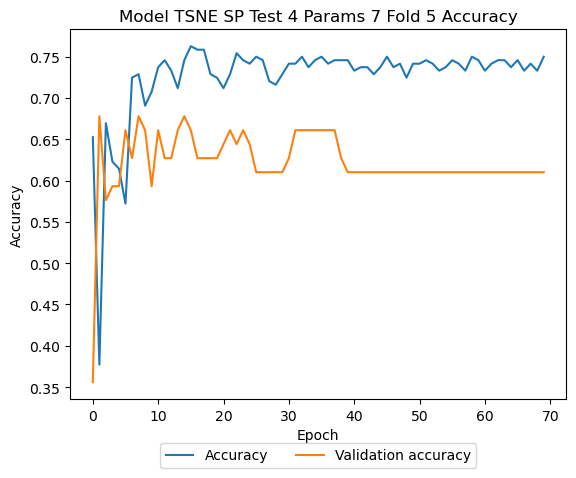 Model TSNE SP Test 4 Params 7 Fold 5 Accuracy
Accuracy
0.75
0.70
0.65
0.60
0.55
0.50
0.45
0.40
0.35
0 10 20 30 40 50 60 70
Epoch
Accuracy Validation accuracy